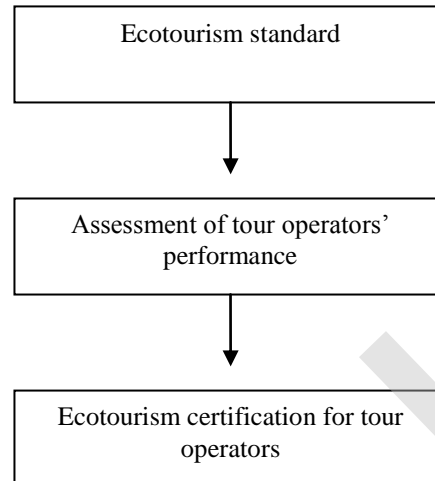 Ecotourism standard
Assessment of tour operators’
performance
Ecotourism certification for tour
operators